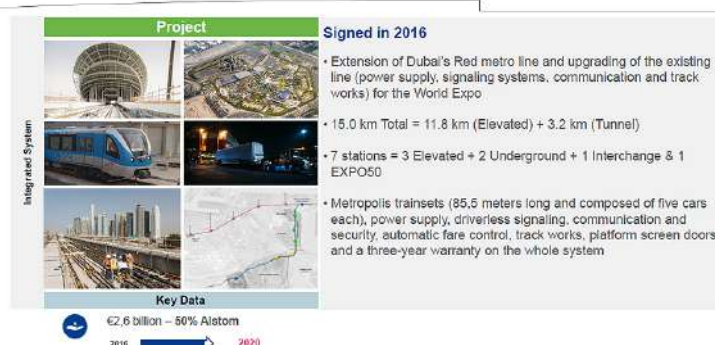 Project
Integrated System
Key Data
€2,6 billion – 50% Alstom
2016
2020
Signed in 2016
• Extension of Dubai's Red metro line and upgrading of the existing
line (power supply, signaling systems, communication and track
works) for the World Expo
• 15.0 km Total = 11.8 km (Elevated) + 3.2 km (Tunnel)
• 7 stations = 3 Elevated + 2 Underground + 1 Interchange & 1
EXPO50
• Metropolis trainsets (85,5 meters long and composed of five cars
each), power supply, driverless signaling, communication and
security, automatic fare control, track works, platform screen doors
and a three-year warranty on the whole system